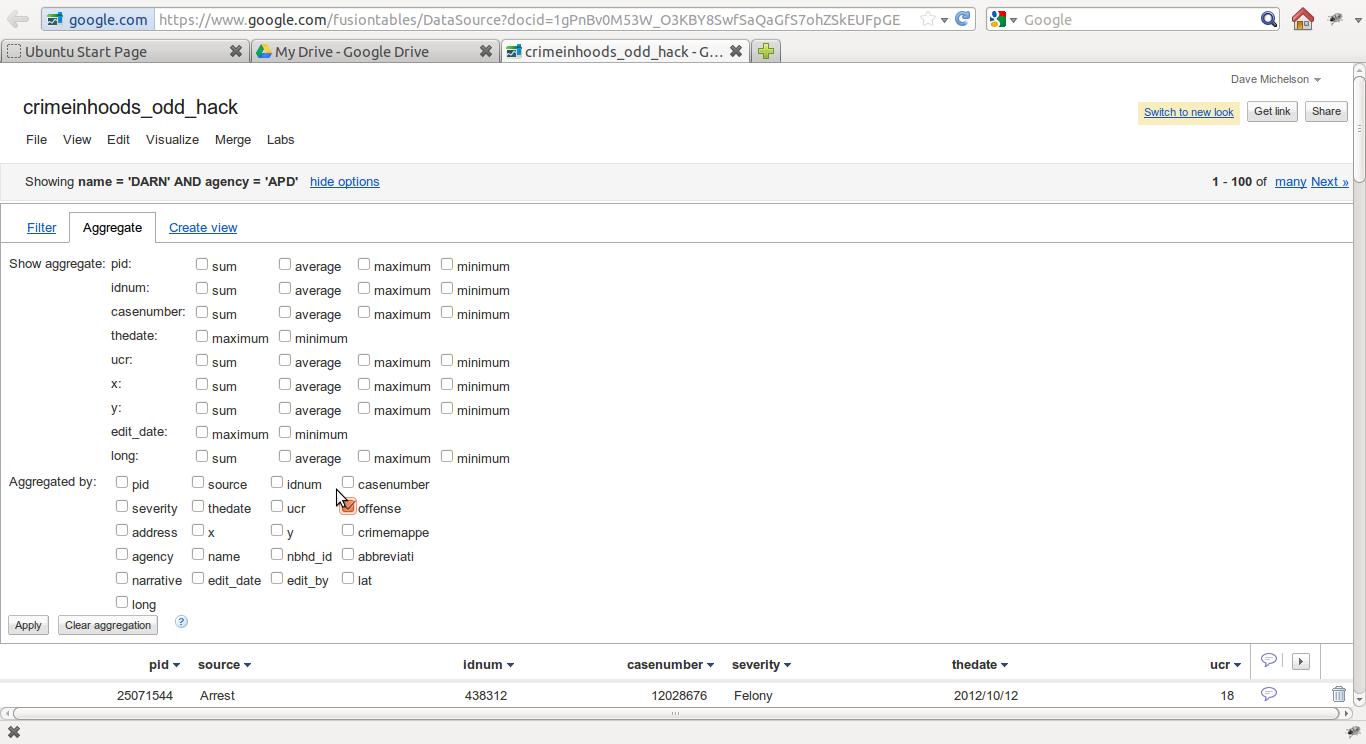 google.com https://www.google.com/fusiontables/DataSource?docid=1gPnBv0M53W_O3KBY8SwfSaQaGfS7ohZSkEUFpGE Google
Ubuntu Start Page My Drive - Google Drive crimeinhoods_odd_hack - G...
Dave Michelson
crimeinhoods_odd_hack
Switch to new look Get link Share
File View Edit Visualize Merge Labs
Showing name = 'DARN' AND agency = 'APD' hide options 1 - 100 of many Next »
Filter Aggregate Create view
Show aggregate: pid: sum average maximum minimum
idnum: sum average maximum minimum
casenumber: sum average maximum minimum
thedate: maximum minimum
ucr: sum average maximum minimum
x: sum average maximum minimum
y: sum average maximum minimum
edit_date: maximum minimum
long: sum average maximum minimum
Aggregated by: pid source idnum casenumber
severity thedate ucr offense
address x y crimemappe
agency name nbhd_id abbreviati
narrative edit_date edit_by lat
long
Apply Clear aggregation ?
pid source idnum casenumber severity thedate ucr
25071544 Arrest 438312 12028676 Felony 2012/10/12 18